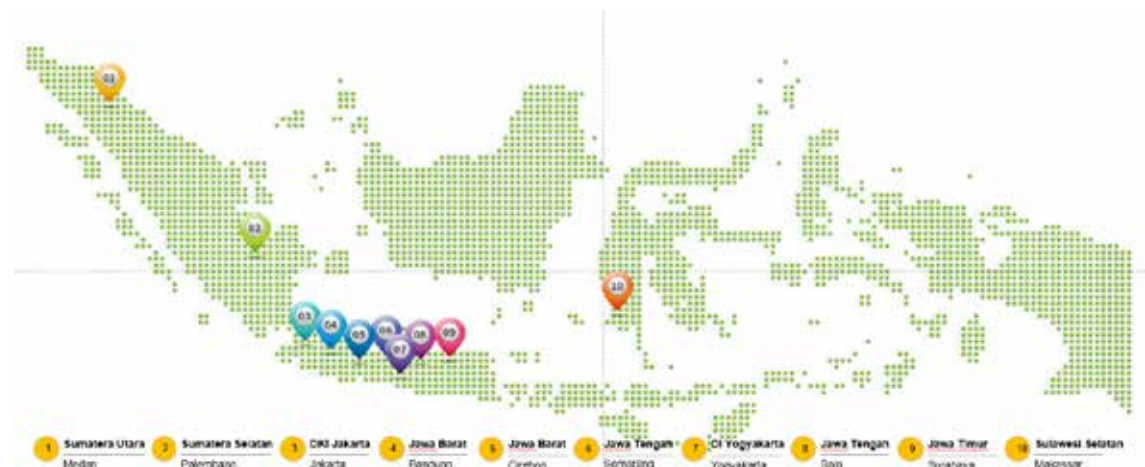 01
02
03
04
05
06
07
08
09
10
1 Sumatera Utara
Medan
2 Sumatera Selatan
Palembang
3 DKI Jakarta
Jakarta
4 Jawa Barat
Bandung
5 Jawa Barat
Cirebon
6 Jawa Tengah
Semarang
7 DI Yogyakarta
Yogyakarta
8 Jawa Tengah
9 Jawa Timur
Surabaya
10 Sulawesi Selatan
Makassar